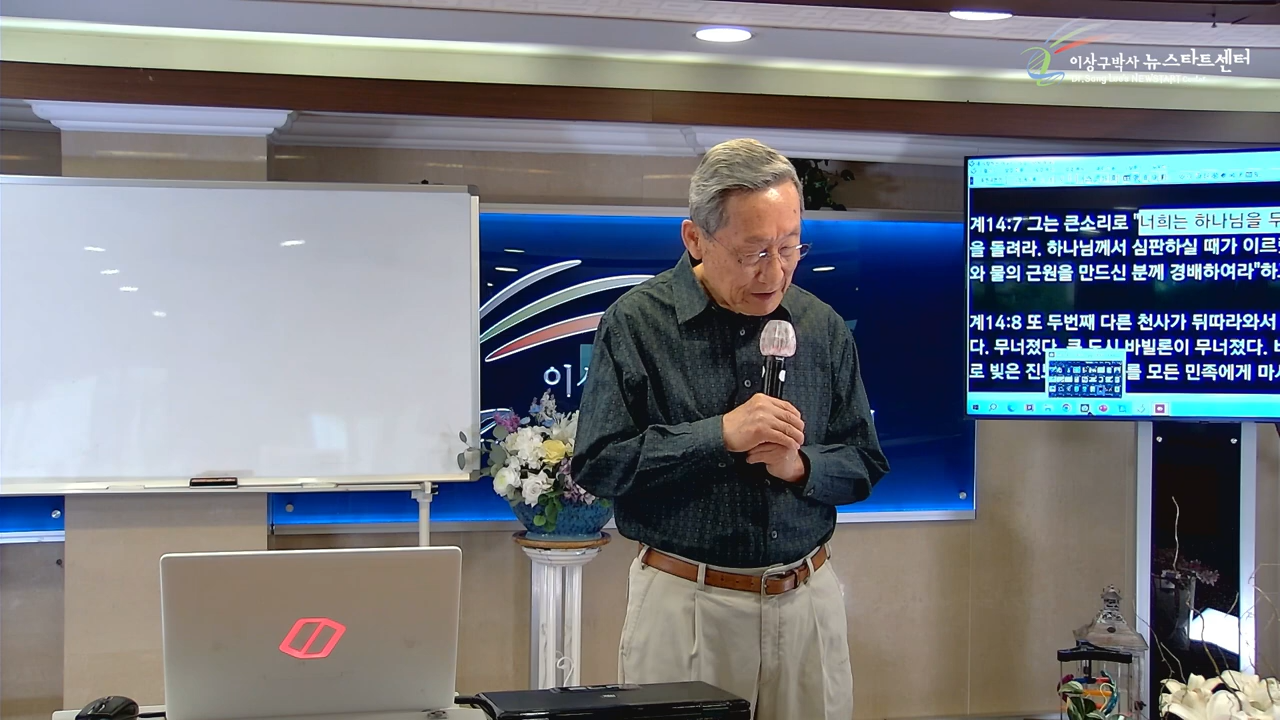 이상구박사 뉴스타트센터
계14:7 그는 큰소리로 "너희는 하나님을 두
을 돌려라. 하나님께서 심판하실 때가 이르
와 물의 근원을 만드신 분께 경배하여라"하
계14:8 또 두번째 다른 천사가 뒤따라와서
다. 무너졌다. 큰 도시 바빌론이 무너졌다.
로 빚은 를 모든 민족에게 마
이